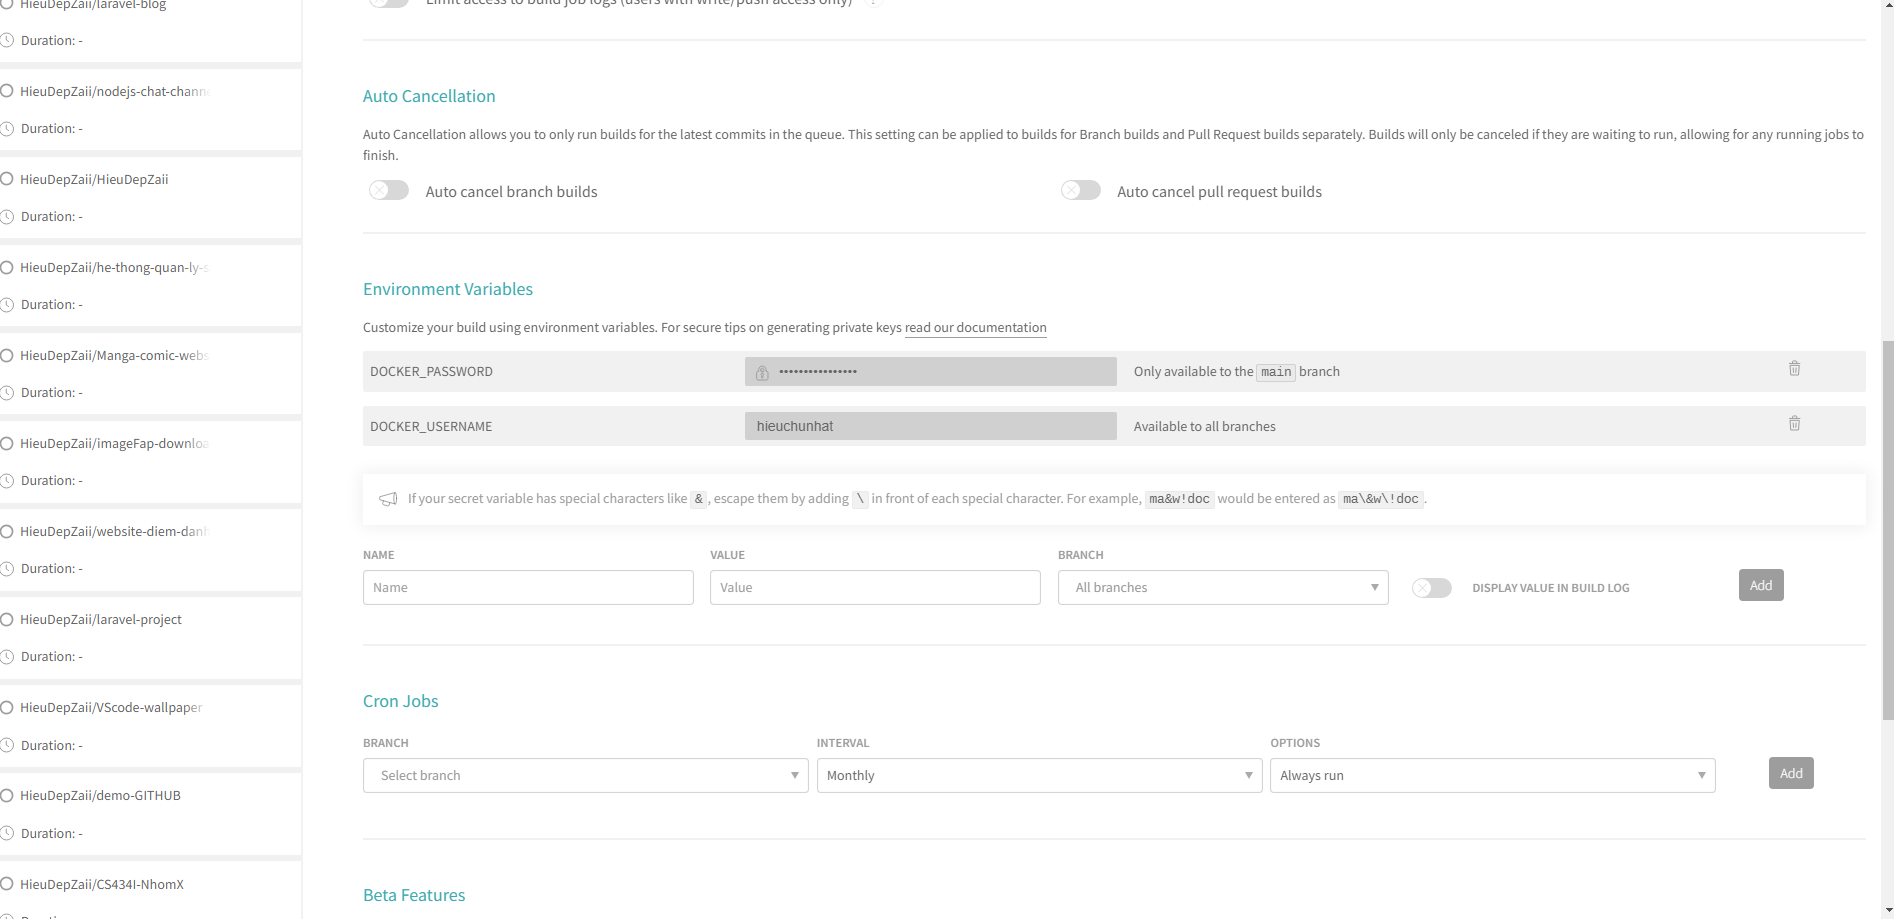 HieuDepZaii/laravel-blog
Duration: -
HieuDepZaii/nodejs-chat-chann
Duration: -
HieuDepZaii/HieuDepZaii
Duration: -
HieuDepZaii/he-thong-quan-ly-s
Duration: -
HieuDepZaii/Manga-comic-webs
Duration: -
HieuDepZaii/imageFap-downloa
Duration: -
HieuDepZaii/website-diem-danh
Duration: -
HieuDepZaii/laravel-project
Duration: -
HieuDepZaii/VScode-wallpaper
Duration: -
HieuDepZaii/demo-GITHUB
Duration: -
HieuDepZaii/CS434I-NhomX
Limit access to build job logs (users with write/push access only) ?
Auto Cancellation
Auto Cancellation allows you to only run builds for the latest commits in the queue. This setting can be applied to builds for Branch builds and Pull Request builds separately. Builds will only be canceled if they are waiting to run, allowing for any running jobs to
finish.
Auto cancel branch builds Auto cancel pull request builds
Environment Variables
Customize your build using environment variables. For secure tips on generating private keys read our documentation
DOCKER_PASSWORD •••••••••••••••• Only available to the main branch
DOCKER_USERNAME hieuchunhat Available to all branches
If your secret variable has special characters like & , escape them by adding \ in front of each special character. For example, ma&w!doc would be entered as ma\&w\!doc .
NAME VALUE BRANCH
Name Value All branches DISPLAY VALUE IN BUILD LOG Add
Cron Jobs
BRANCH INTERVAL OPTIONS
Select branch Monthly Always run Add
Beta Features